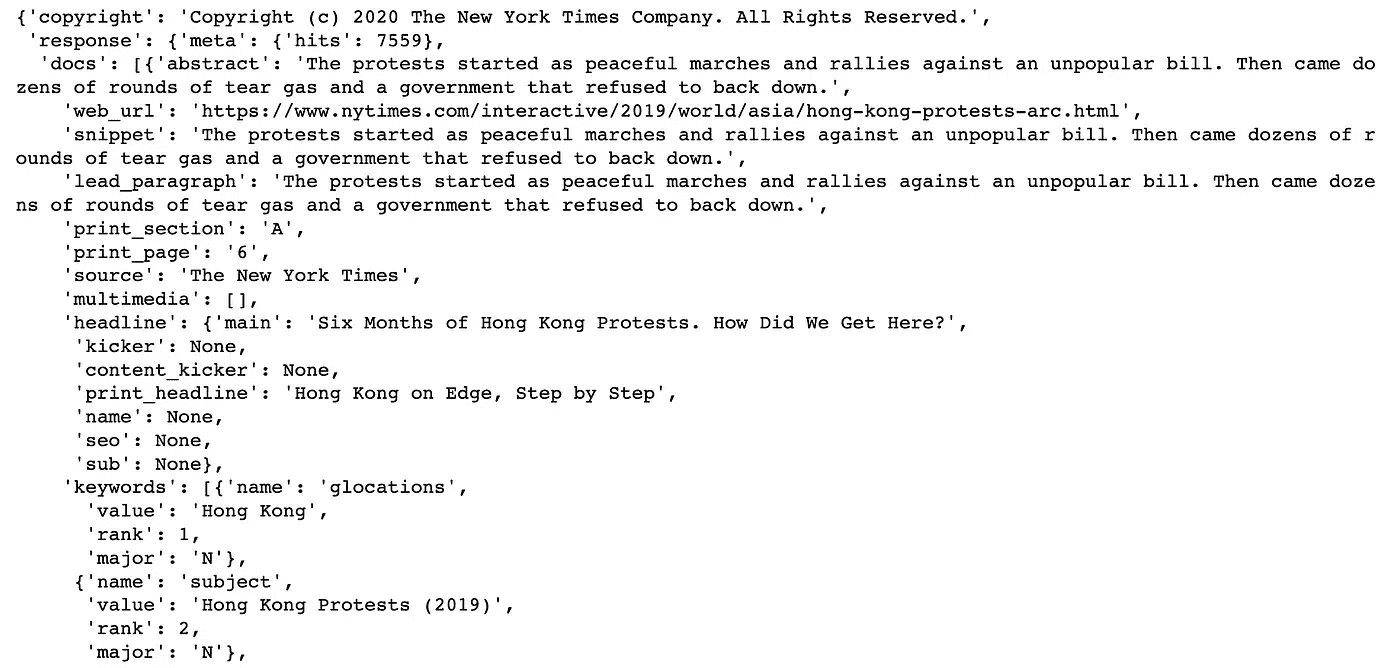 {'copyright': 'Copyright (c) 2020 The New York Times Company. All Rights Reserved.',
'response': {'meta': {'hits': 7559},
'docs': [{'abstract': 'The protests started as peaceful marches and rallies against an unpopular bill. Then came do
zens of rounds of tear gas and a government that refused to back down.',
'web_url': 'https://www.nytimes.com/interactive/2019/world/asia/hong-kong-protests-arc.html',
'snippet': 'The protests started as peaceful marches and rallies against an unpopular bill. Then came dozens of r
ounds of tear gas and a government that refused to back down.',
'lead_paragraph': 'The protests started as peaceful marches and rallies against an unpopular bill. Then came doze
ns of rounds of tear gas and a government that refused to back down.',
'print_section': 'A',
'print_page': '6',
'source': 'The New York Times',
'multimedia': [],
'headline': {'main': 'Six Months of Hong Kong Protests. How Did We Get Here?',
'kicker': None,
'content_kicker': None,
'print_headline': 'Hong Kong on Edge, Step by Step',
'name': None,
'seo': None,
'sub': None},
'keywords': [{'name': 'glocations',
'value': 'Hong Kong',
'rank': 1,
'major': 'N'},
{'name': 'subject',
'value': 'Hong Kong Protests (2019)',
'rank': 2,
'major': 'N'},